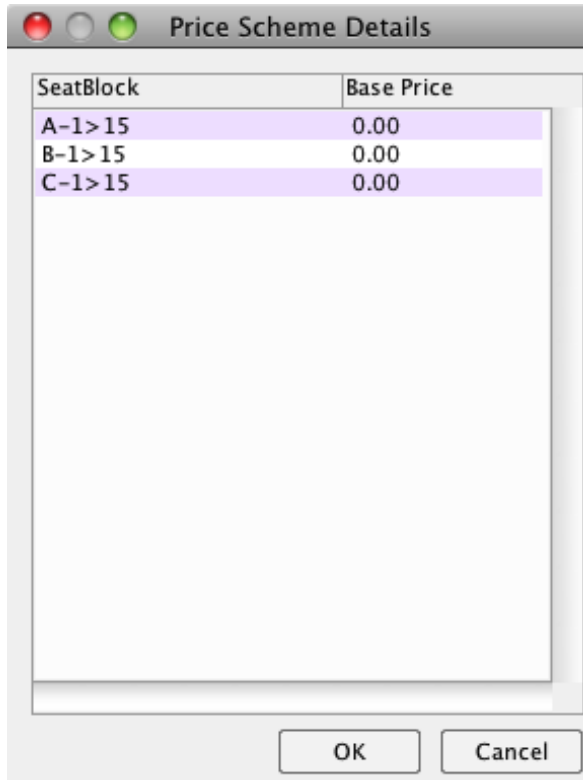 Price Scheme Details
SeatBlock Base Price
A-1>15 0.00
B-1>15 0.00
C-1>15 0.00
OK Cancel